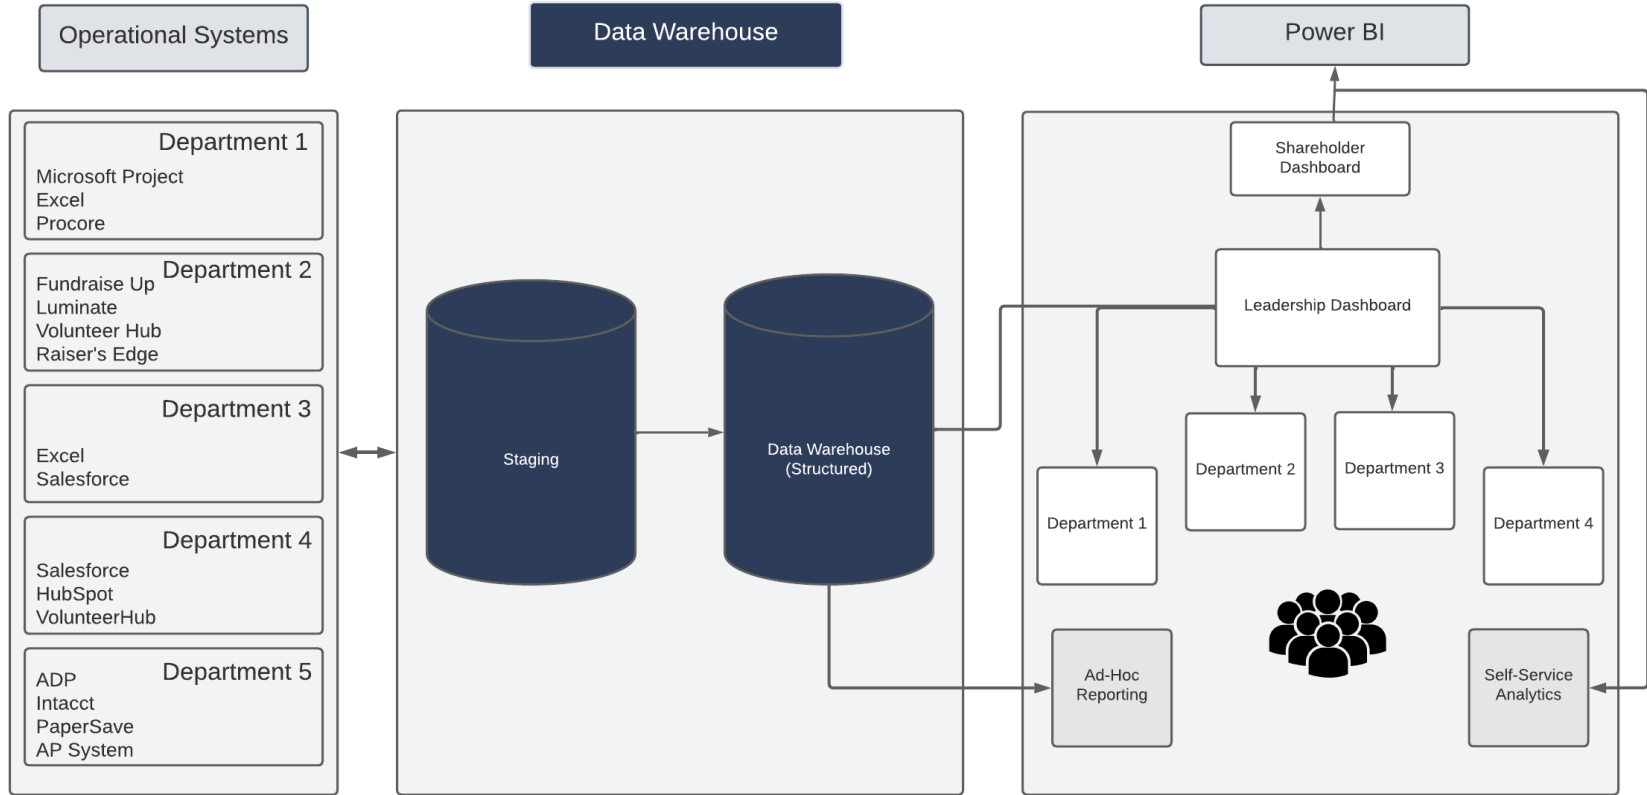 Operational Systems
Data Warehouse
Power BI
Department 1
Microsoft Project
Excel
Procore
Department 2
Fundraise Up
Luminate
Volunteer Hub
Raiser's Edge
Department 3
Excel
Salesforce
Department 4
Salesforce
HubSpot
VolunteerHub
Department 5
ADP
Intacct
PaperSave
AP System
Staging
Data Warehouse
(Structured)
Shareholder
Dashboard
Leadership Dashboard
Department 1
Department 2
Department 3
Department 4
Ad-Hoc
Reporting
Self-Service
Analytics